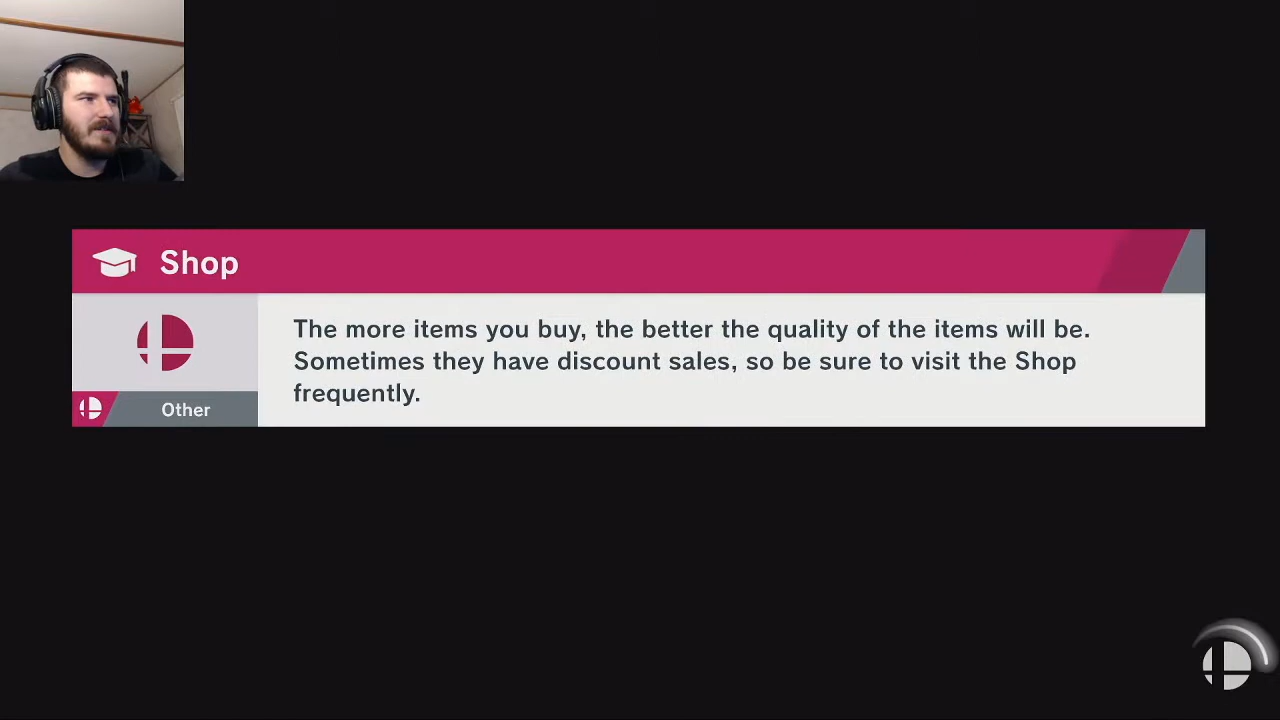 Shop
The more items you buy, the better the quality of the items will be.
Sometimes they have discount sales, so be sure to visit the Shop
frequently.
Other